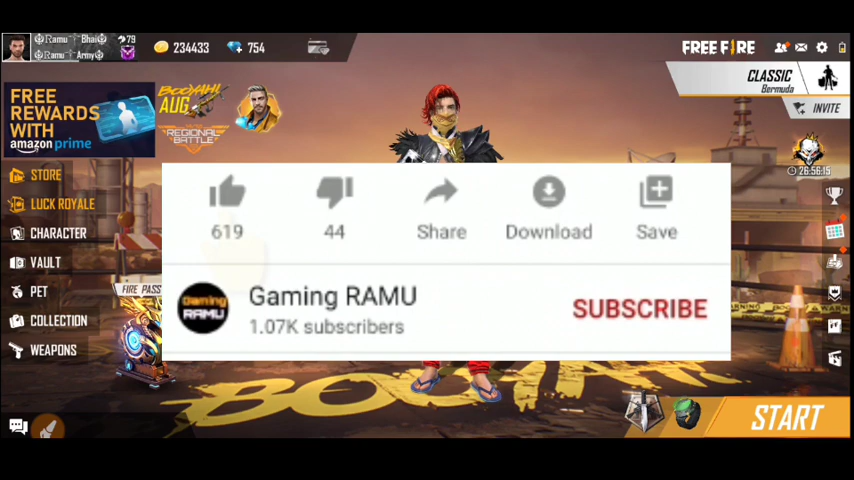 Ramu Bhai
79
Ramu Army
234433
754
FREE FIRE
CLASSIC
Bermuda
INVITE
FREE
REWARDS
WITH
amazon prime
BOOYAH!
AUG
REGIONAL
BATTLE
26:56:15
STORE
LUCK ROYALE
CHARACTER
VAULT
PET
COLLECTION
WEAPONS
FIRE PASS
619
44
Share
Download
Save
Gaming
RAMU
Gaming RAMU
1.07K subscribers
SUBSCRIBE
BOOYAH
START